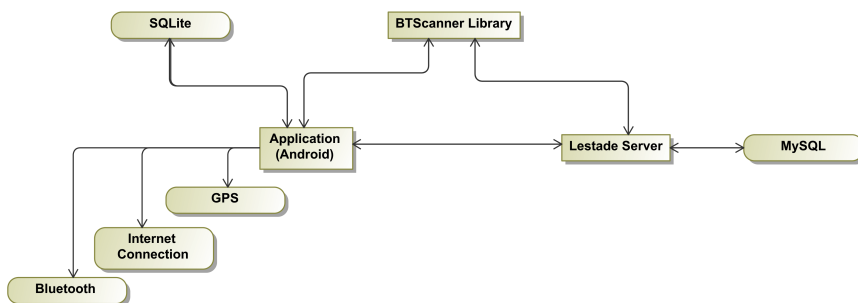 SQLite
BTScanner Library
Application
(Android)
Lestade Server
MySQL
GPS
Internet
Connection
Bluetooth